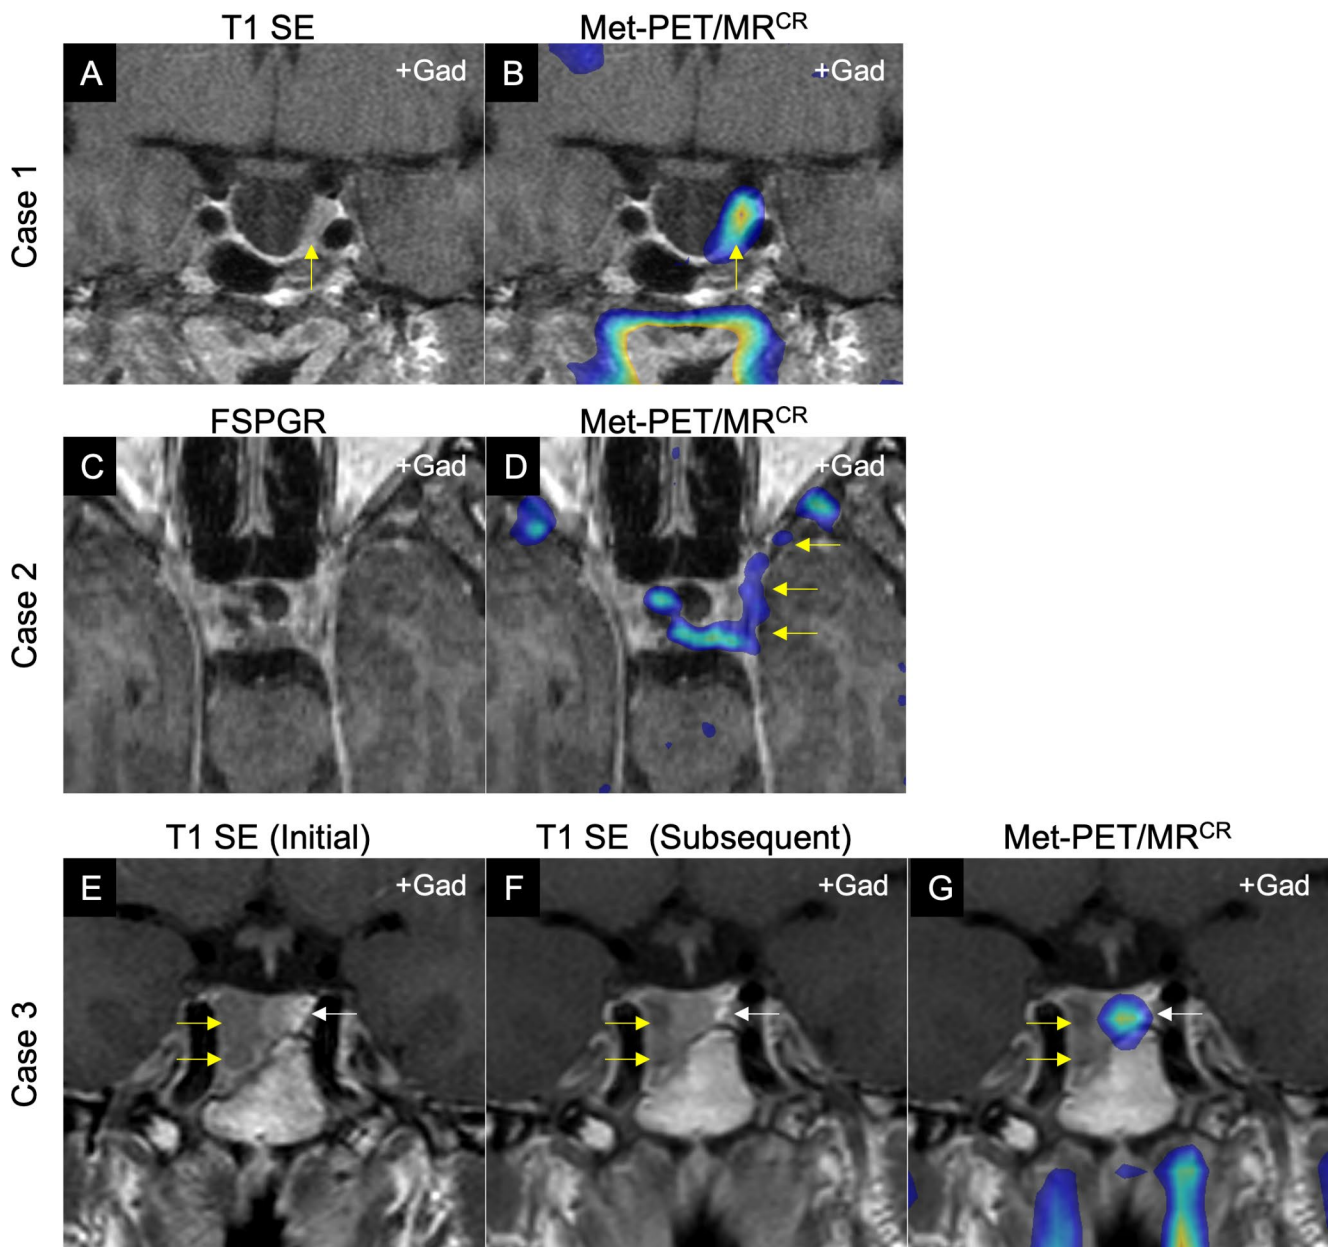 T1 SE
Met-PET/MRCR
Case 1
A
+Gad
B
+Gad
FSPGR
Met-PET/MRCR
Case 2
C
+Gad
D
+Gad
T1 SE (Initial)
T1 SE (Subsequent)
Met-PET/MRCR
Case 3
E
+Gad
F
+Gad
G
+Gad